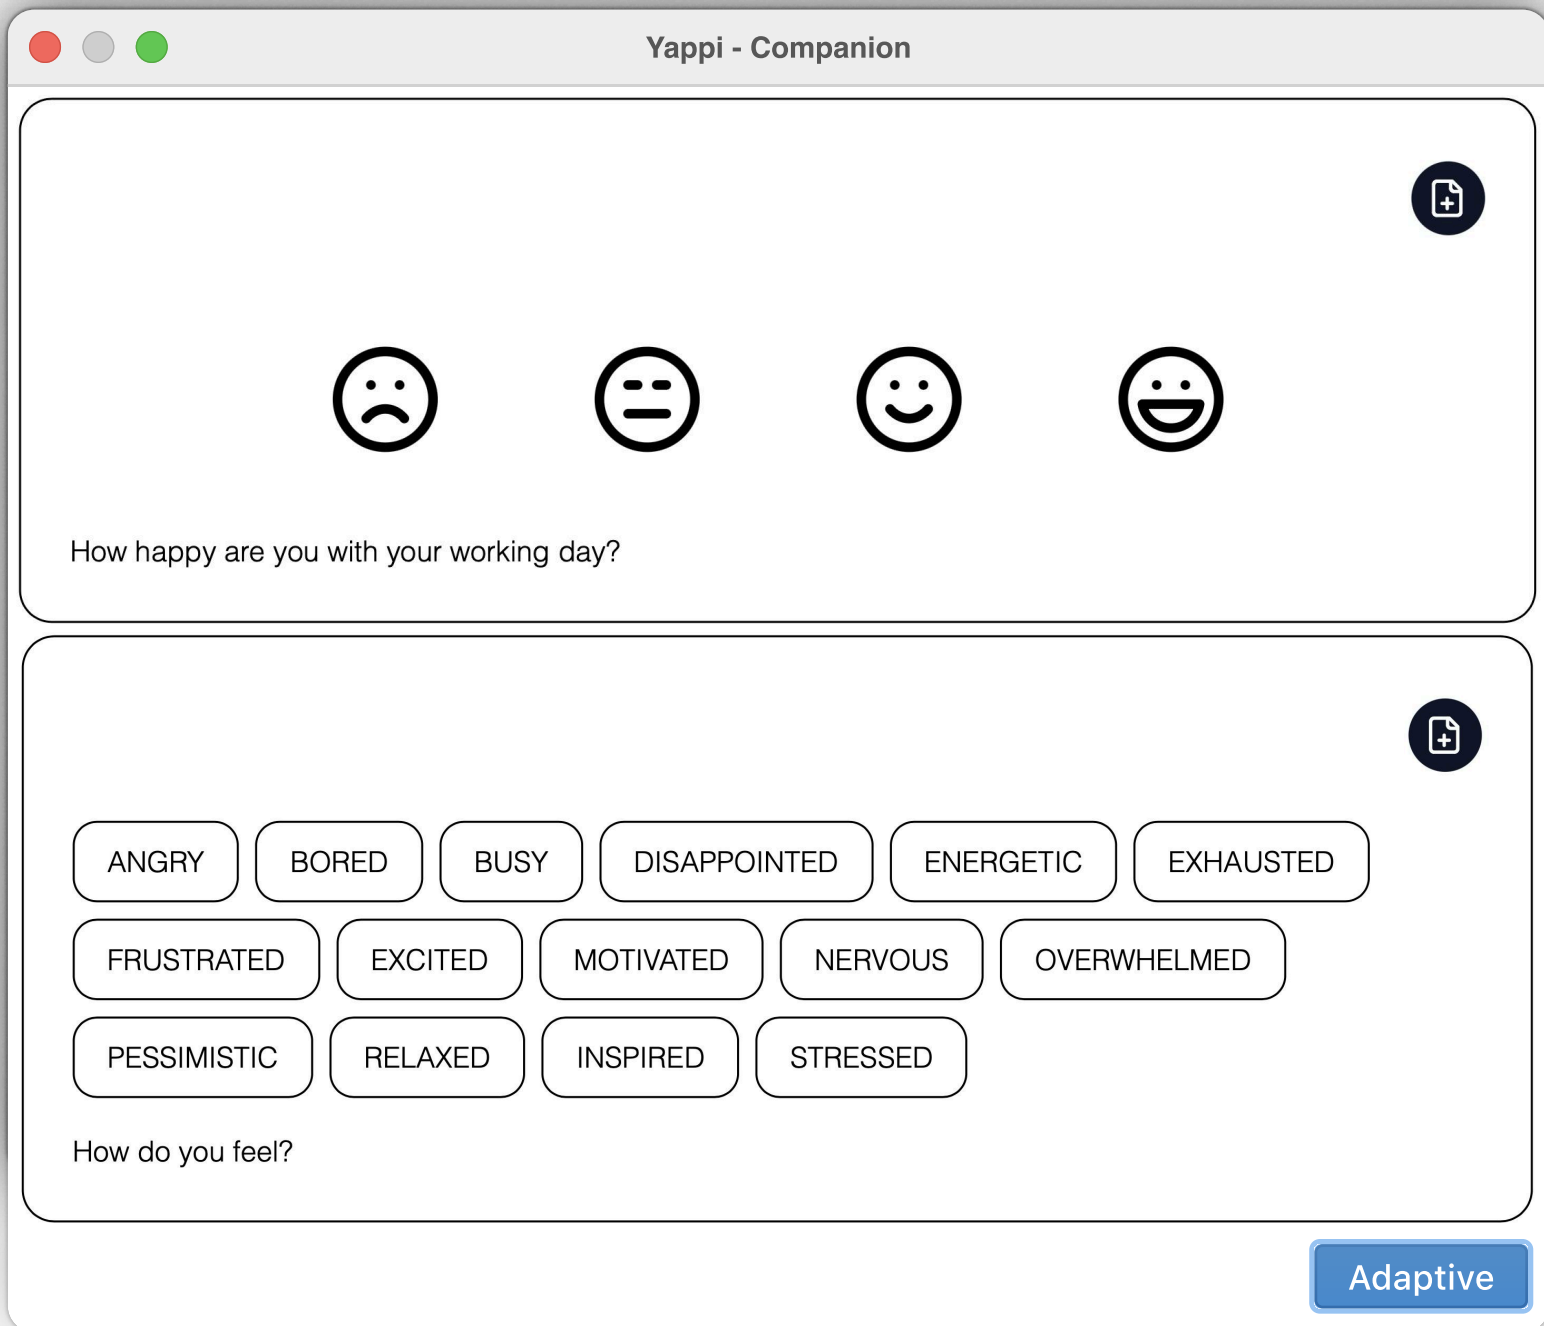 Yappi - Companion
How happy are you with your working day?
ANGRY BORED BUSY DISAPPOINTED ENERGETIC EXHAUSTED
FRUSTRATED EXCITED MOTIVATED NERVOUS OVERWHELMED
PESSIMISTIC RELAXED INSPIRED STRESSED
How do you feel?
Adaptive